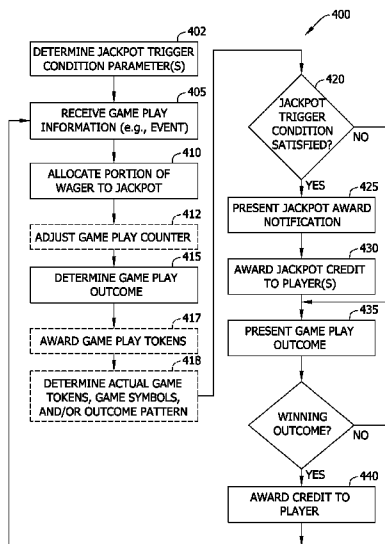 400
402
DETERMINE JACKPOT TRIGGER
CONDITION PARAMETER(S)
405
RECEIVE GAME PLAY
INFORMATION (e.g., EVENT)
410
ALLOCATE PORTION OF
WAGER TO JACKPOT
412
ADJUST GAME PLAY COUNTER
415
DETERMINE GAME PLAY
OUTCOME
417
AWARD GAME PLAY TOKENS
418
DETERMINE ACTUAL GAME
TOKENS, GAME SYMBOLS,
AND/OR OUTCOME PATTERN
420
JACKPOT
TRIGGER
CONDITION
SATISFIED?
NO
YES
425
PRESENT JACKPOT AWARD
NOTIFICATION
430
AWARD JACKPOT CREDIT
TO PLAYER(S)
435
PRESENT GAME PLAY
OUTCOME
WINNING
OUTCOME?
NO
YES
440
AWARD CREDIT TO
PLAYER